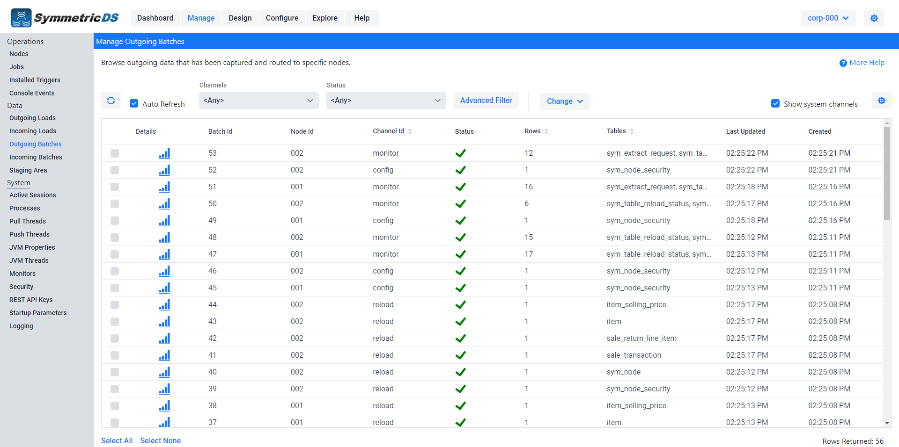 SymmetricDS Dashboard Manage Design Configure Explore Help corp-000
Operations
Nodes
Jobs
Installed Triggers
Console Events
Data
Outgoing Loads
Incoming Loads
Outgoing Batches
Incoming Batches
Staging Area
System
Active Sessions
Processes
Pull Threads
Push Threads
JVM Properties
JVM Threads
Monitors
Security
REST API Keys
Startup Parameters
Logging
Manage Outgoing Batches
Browse outgoing data that has been captured and routed to specific nodes. More Help
Channels Status
Auto Refresh <Any> <Any> Advanced Filter Change Show system channels
Details Batch Id Node Id Channel Id Status Rows Tables Last Updated Created
53 002 monitor 12 sym_extract_request, sym_ta... 02:25:22 PM 02:25:21 PM
52 002 config 1 sym_node_security 02:25:22 PM 02:25:21 PM
51 001 monitor 16 sym_extract_request, sym_ta... 02:25:18 PM 02:25:16 PM
50 002 monitor 6 sym_table_reload_status, sym... 02:25:17 PM 02:25:16 PM
49 001 config 1 sym_node_security 02:25:18 PM 02:25:16 PM
48 002 monitor 15 sym_table_reload_status, sym... 02:25:12 PM 02:25:11 PM
47 001 monitor 17 sym_table_reload_status, sym... 02:25:13 PM 02:25:11 PM
46 002 config 1 sym_node_security 02:25:12 PM 02:25:11 PM
45 001 config 1 sym_node_security 02:25:13 PM 02:25:11 PM
44 002 reload 1 item_selling_price 02:25:17 PM 02:25:08 PM
43 002 reload 1 item 02:25:17 PM 02:25:08 PM
42 002 reload 1 sale_return_line_item 02:25:17 PM 02:25:08 PM
41 002 reload 1 sale_transaction 02:25:17 PM 02:25:08 PM
40 002 reload 1 sym_node 02:25:12 PM 02:25:08 PM
39 002 reload 1 sym_node_security 02:25:12 PM 02:25:08 PM
38 001 reload 1 item_selling_price 02:25:13 PM 02:25:08 PM
37 001 reload 1 item 02:25:13 PM 02:25:08 PM
Select All Select None Rows Returned: 56